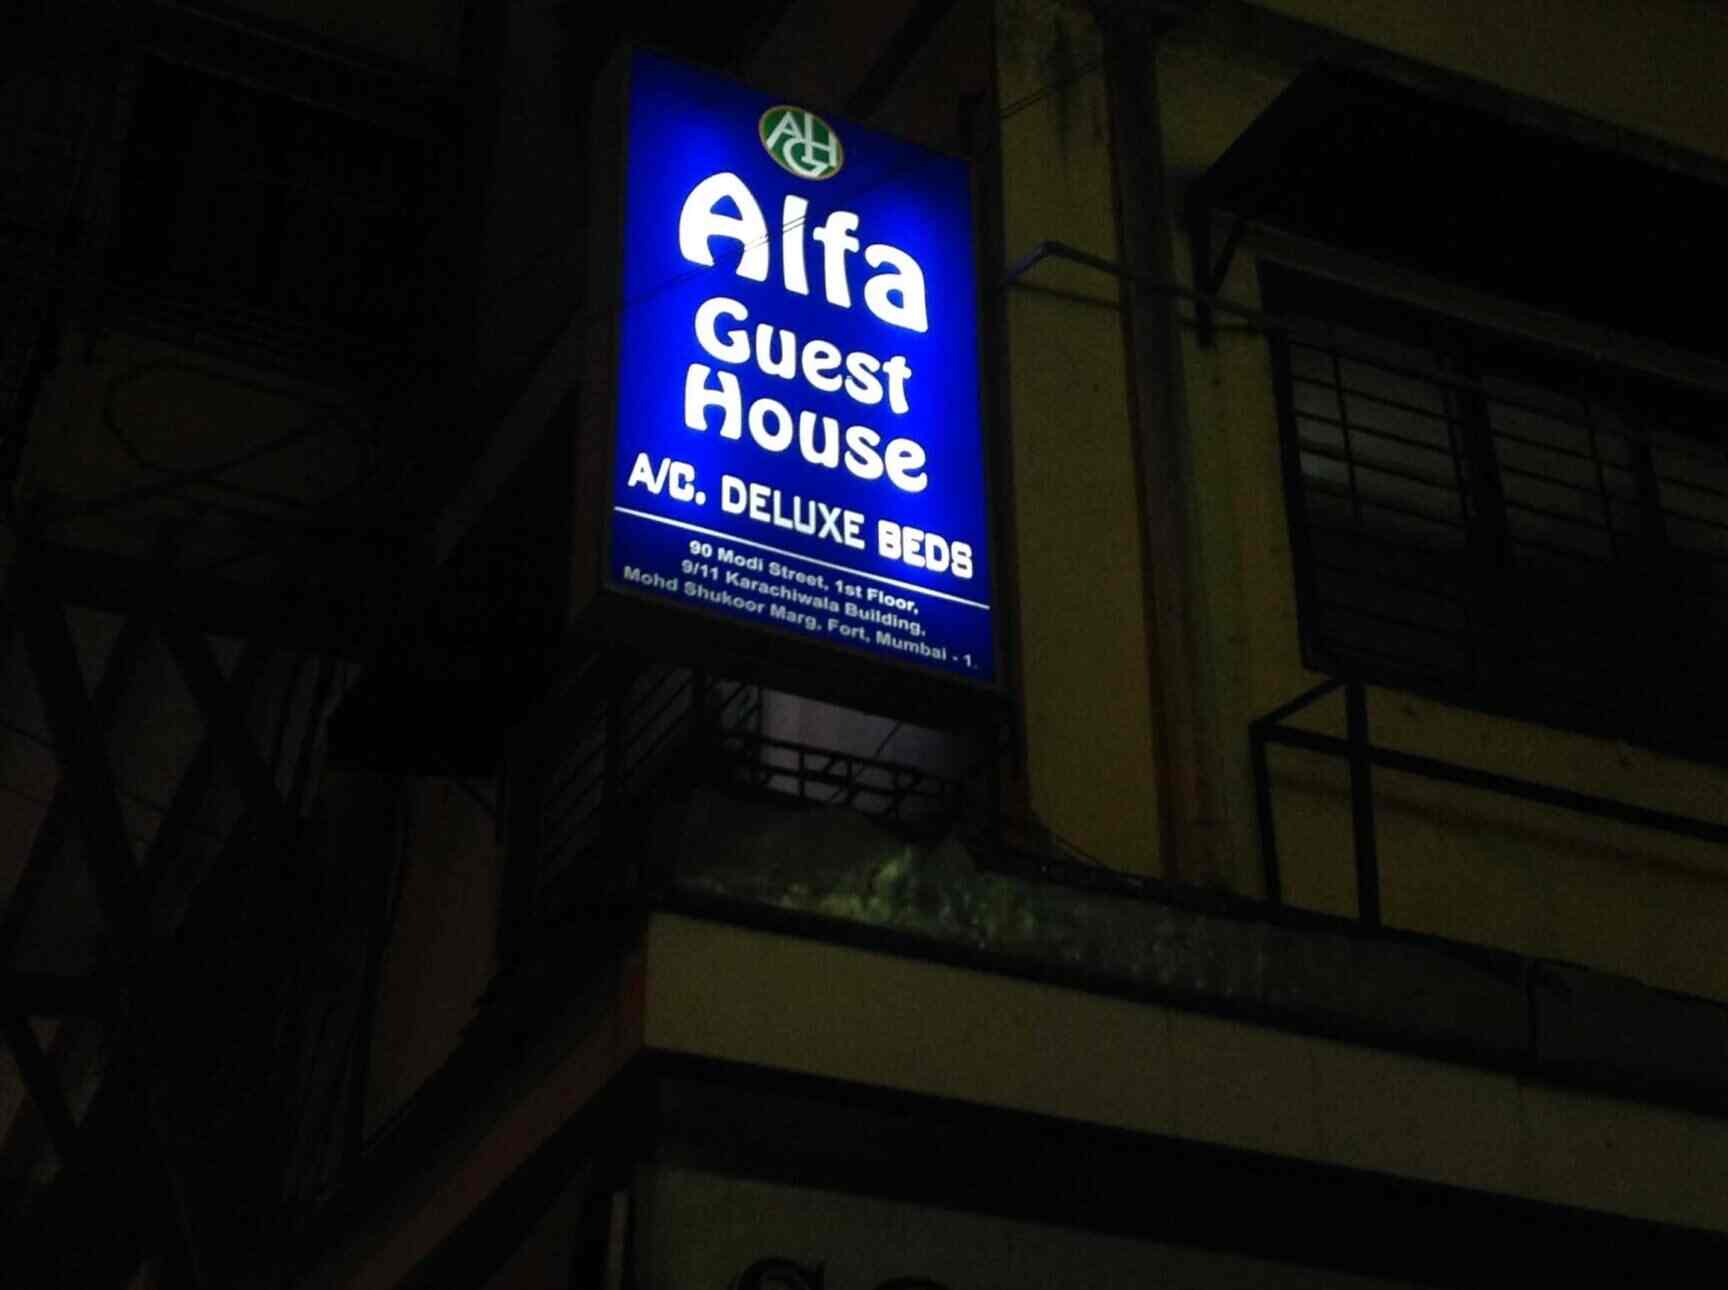 AGH
Alfa
Guest
House
A/C. DELUXE BEDS
90 Modi Street, 1st Floor,
9/11 Karachiwala Building,
Mohd Shukoor Marg, Fort, Mumbai - 1.